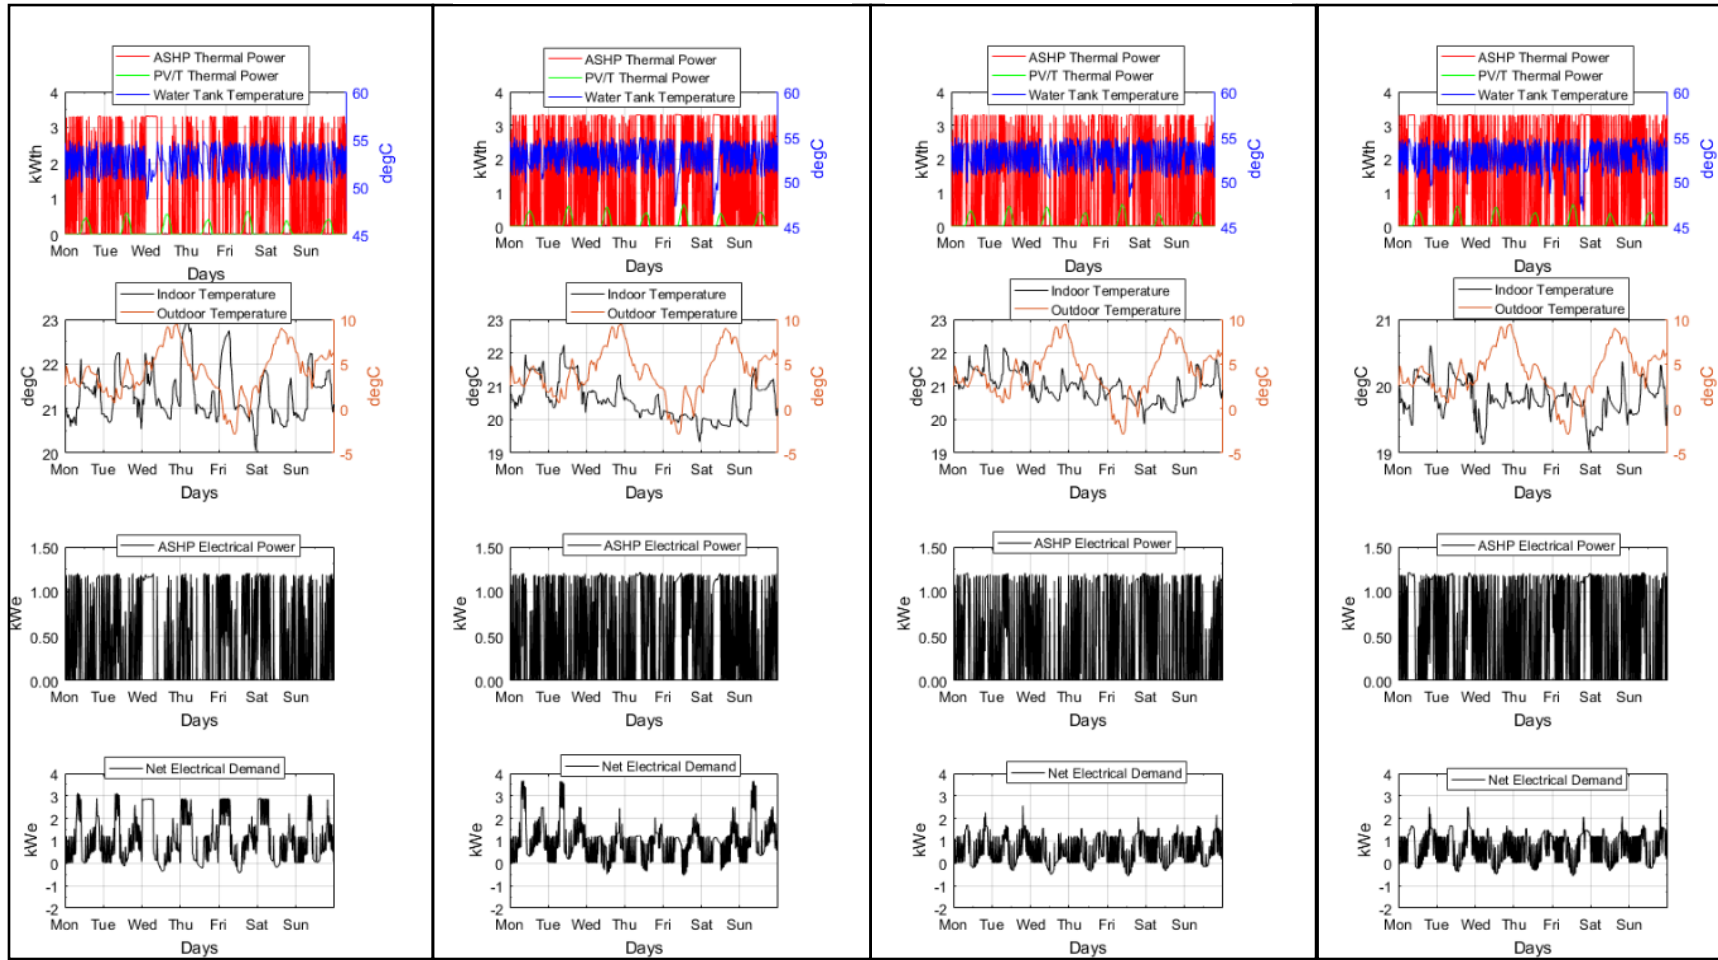 ASHP Thermal Power
PV/T Thermal Power
Water Tank Temperature
4
3
2
1
0
kWth
60
55
50
45
degC
Mon Tue Wed Thu Fri Sat Sun
Days
Indoor Temperature
Outdoor Temperature
23
22
21
20
degC
10
5
0
-5
degC
Mon Tue Wed Thu Fri Sat Sun
Days
ASHP Electrical Power
1.50
1.00
0.50
0.00
kWe
Mon Tue Wed Thu Fri Sat Sun
Days
Net Electrical Demand
4
3
2
1
0
-1
-2
kWe
Mon Tue Wed Thu Fri Sat Sun
Days
ASHP Thermal Power
PV/T Thermal Power
Water Tank Temperature
4
3
2
1
0
kWth
60
55
50
45
degC
Mon Tue Wed Thu Fri Sat Sun
Days
Indoor Temperature
Outdoor Temperature
23
22
21
20
19
degC
10
5
0
-5
degC
Mon Tue Wed Thu Fri Sat Sun
Days
ASHP Electrical Power
1.50
1.00
0.50
0.00
kWe
Mon Tue Wed Thu Fri Sat Sun
Days
Net Electrical Demand
4
3
2
1
0
-1
-2
kWe
Mon Tue Wed Thu Fri Sat Sun
Days
ASHP Thermal Power
PV/T Thermal Power
Water Tank Temperature
4
3
2
1
0
kWth
60
55
50
45
degC
Mon Tue Wed Thu Fri Sat Sun
Days
Indoor Temperature
Outdoor Temperature
23
22
21
20
19
degC
10
5
0
-5
degC
Mon Tue Wed Thu Fri Sat Sun
Days
ASHP Electrical Power
1.50
1.00
0.50
0.00
kWe
Mon Tue Wed Thu Fri Sat Sun
Days
Net Electrical Demand
4
3
2
1
0
-1
-2
kWe
Mon Tue Wed Thu Fri Sat Sun
Days
ASHP Thermal Power
PV/T Thermal Power
Water Tank Temperature
4
3
2
1
0
kWth
60
55
50
45
degC
Mon Tue Wed Thu Fri Sat Sun
Days
Indoor Temperature
Outdoor Temperature
21
20
19
degC
10
5
0
-5
degC
Mon Tue Wed Thu Fri Sat Sun
Days
ASHP Electrical Power
1.50
1.00
0.50
0.00
kWe
Mon Tue Wed Thu Fri Sat Sun
Days
Net Electrical Demand
4
3
2
1
0
-1
-2
kWe
Mon Tue Wed Thu Fri Sat Sun
Days